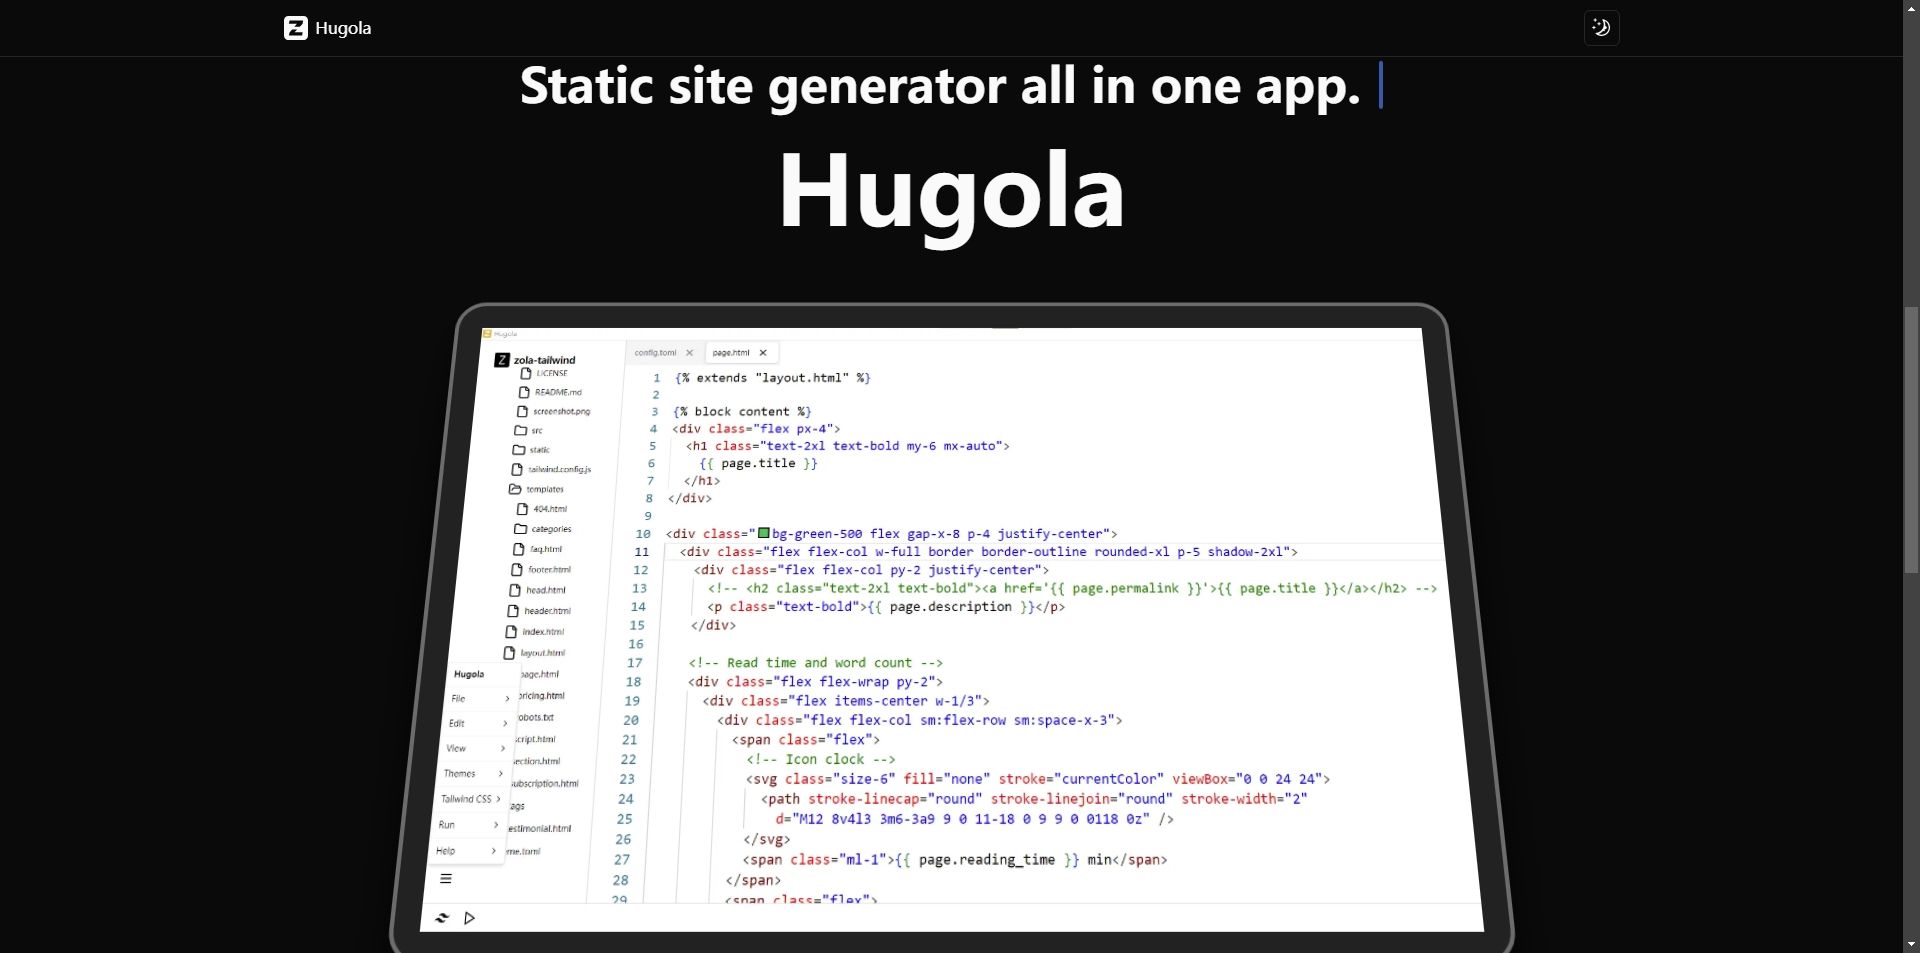 Hugola
Static site generator all in one app.
Hugola
Hugola
zola-tailwind
LICENSE
README.md
screenshot.png
src
static
tailwind.config.js
templates
404.html
categories
faq.html
footer.html
head.html
header.html
index.html
layout.html
page.html
pricing.html
obots.txt
cript.html
ection.html
ubscription.html
ags
estimonial.html
me.toml
Hugola
File
Edit
View
Themes
Tailwind CSS
Run
Help
config.toml
page.html
1 {% extends "layout.html" %}
2
3 {% block content %}
4 <div class="flex px-4">
5 <h1 class="text-2xl text-bold my-6 mx-auto">
6 {{ page.title }}
7 </h1>
8 </div>
9
10 <div class="bg-green-500 flex gap-x-8 p-4 justify-center">
11 <div class="flex flex-col w-full border border-outline rounded-xl p-5 shadow-2xl">
12 <div class="flex flex-col py-2 justify-center">
13 <!-- <h2 class="text-2xl text-bold"><a href='{{ page.permalink }}'>{{ page.title }}</a></h2> -->
14 <p class="text-bold">{{ page.description }}</p>
15 </div>
16
17 <!-- Read time and word count -->
18 <div class="flex flex-wrap py-2">
19 <div class="flex items-center w-1/3">
20 <div class="flex flex-col sm:flex-row sm:space-x-3">
21 <span class="flex">
22 <!-- Icon clock -->
23 <svg class="size-6" fill="none" stroke="currentColor" viewBox="0 0 24 24">
24 <path stroke-linecap="round" stroke-linejoin="round" stroke-width="2"
25 d="M12 8v4l3 3m6-3a9 9 0 11-18 0 9 9 0 0118 0z" />
26 </svg>
27 <span class="ml-1">{{ page.reading_time }} min</span>
28 </span>
29 <span class="flex">